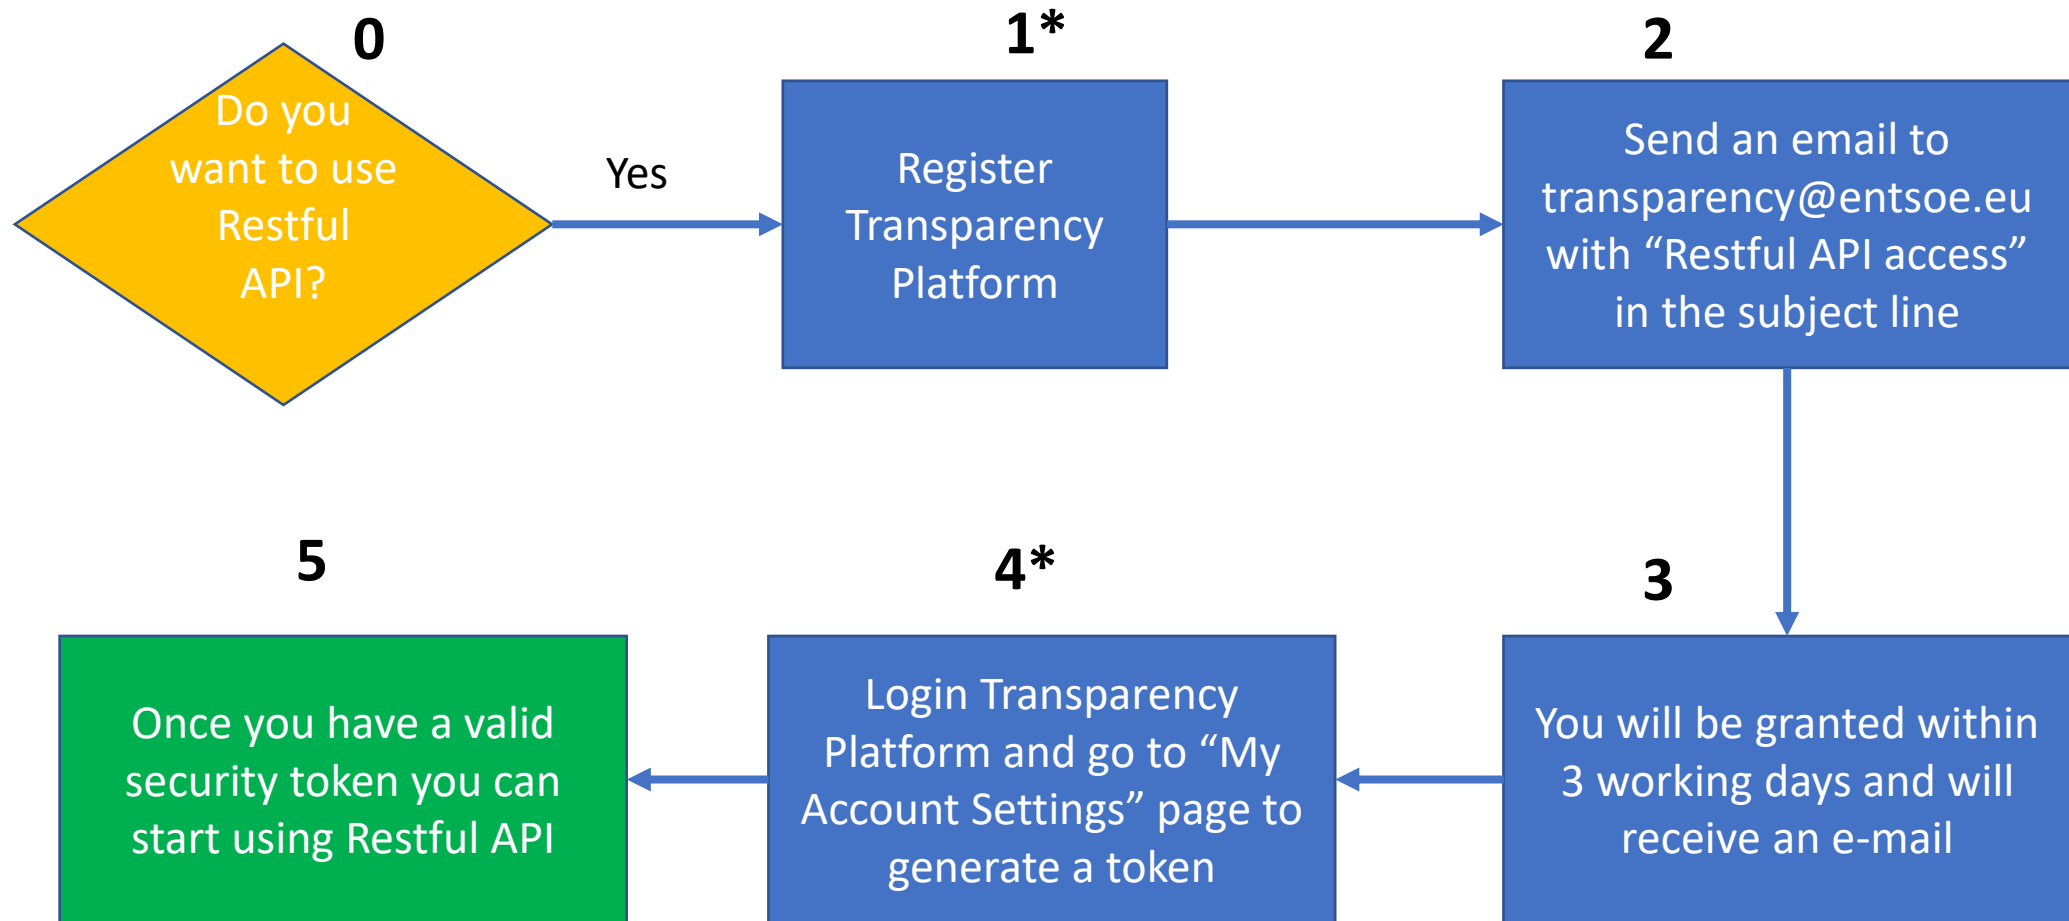 0
Do you
want to use
Restful
API?
Yes
1*
Register
Transparency
Platform
2
Send an email to
transparency@entsoe.eu
with “Restful API access”
in the subject line
3
You will be granted within
3 working days and will
receive an e-mail
4*
Login Transparency
Platform and go to “My
Account Settings” page to
generate a token
5
Once you have a valid
security token you can
start using Restful API